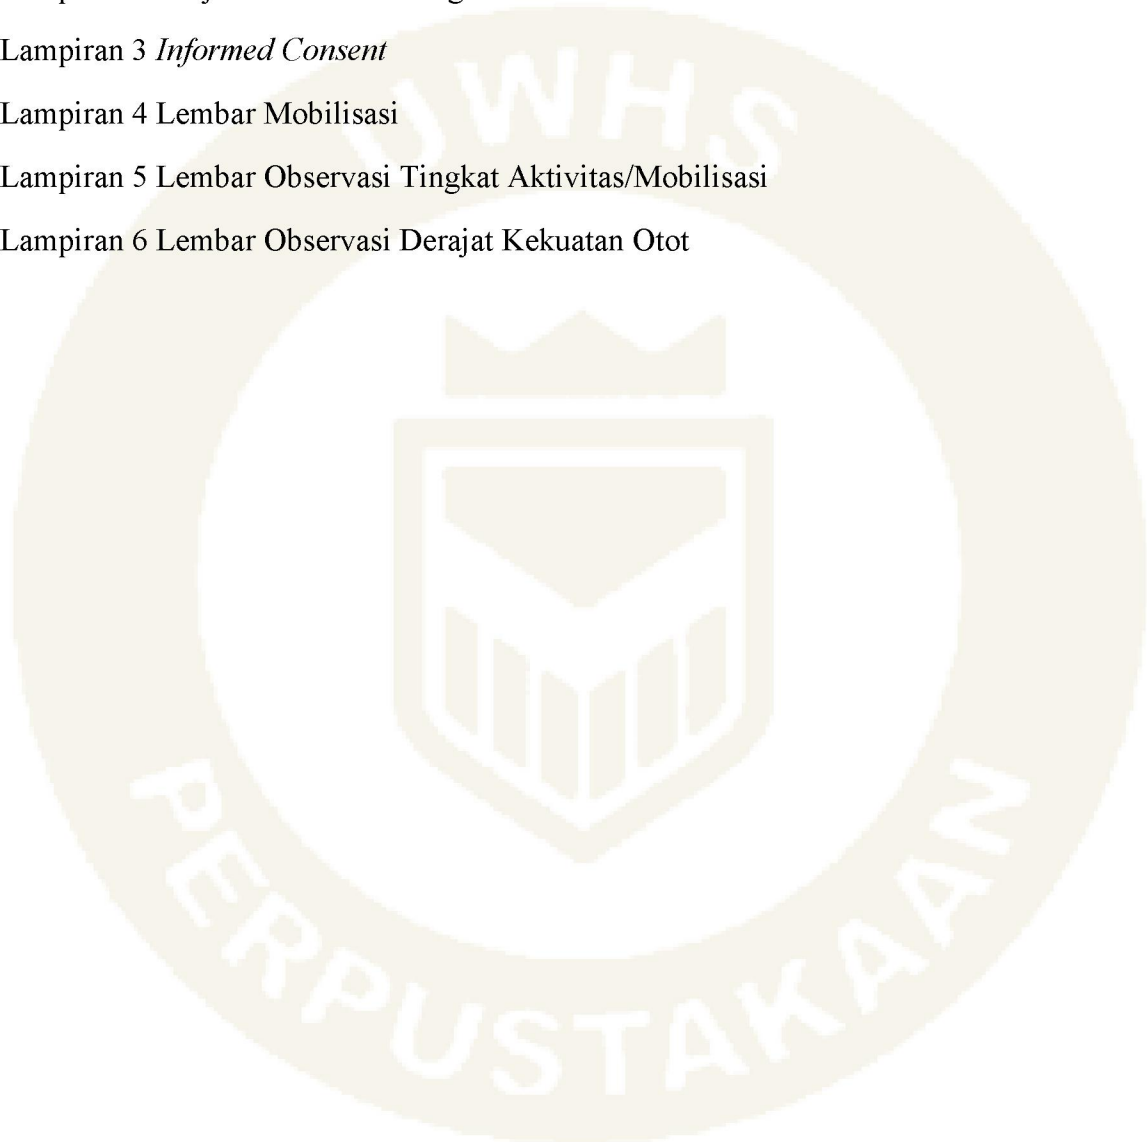 Lampiran 3 Informed Consent
Lampiran 4 Lembar Mobilisasi
Lampiran 5 Lembar Observasi Tingkat Aktivitas/Mobilisasi
Lampiran 6 Lembar Observasi Derajat Kekuatan Otot
UWHS
PERPUSTAKAAN